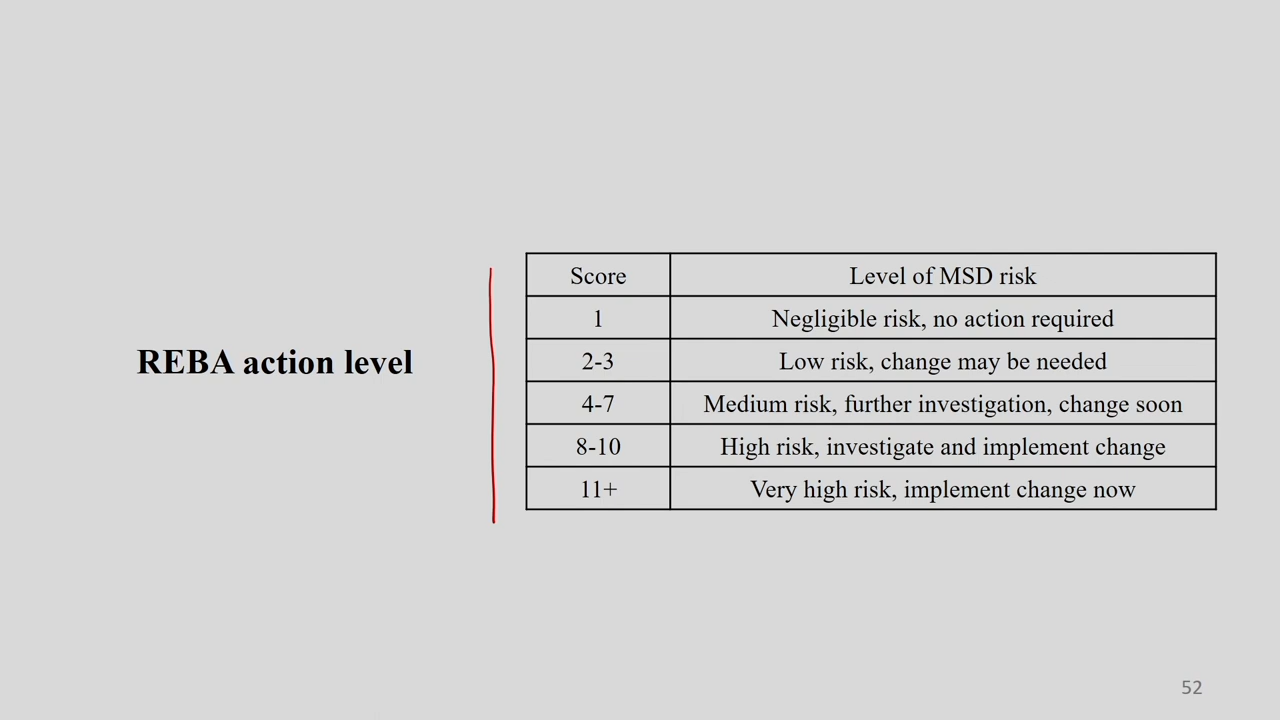 REBA action level
Score Level of MSD risk
1 Negligible risk, no action required
2-3 Low risk, change may be needed
4-7 Medium risk, further investigation, change soon
8-10 High risk, investigate and implement change
11+ Very high risk, implement change now
52